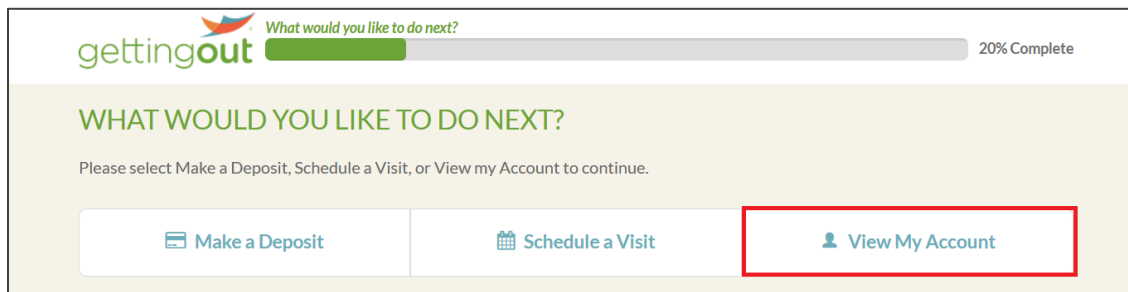 What would you like to do next?
gettingout
20% Complete
WHAT WOULD YOU LIKE TO DO NEXT?
Please select Make a Deposit, Schedule a Visit, or View my Account to continue.
Make a Deposit
Schedule a Visit
View My Account